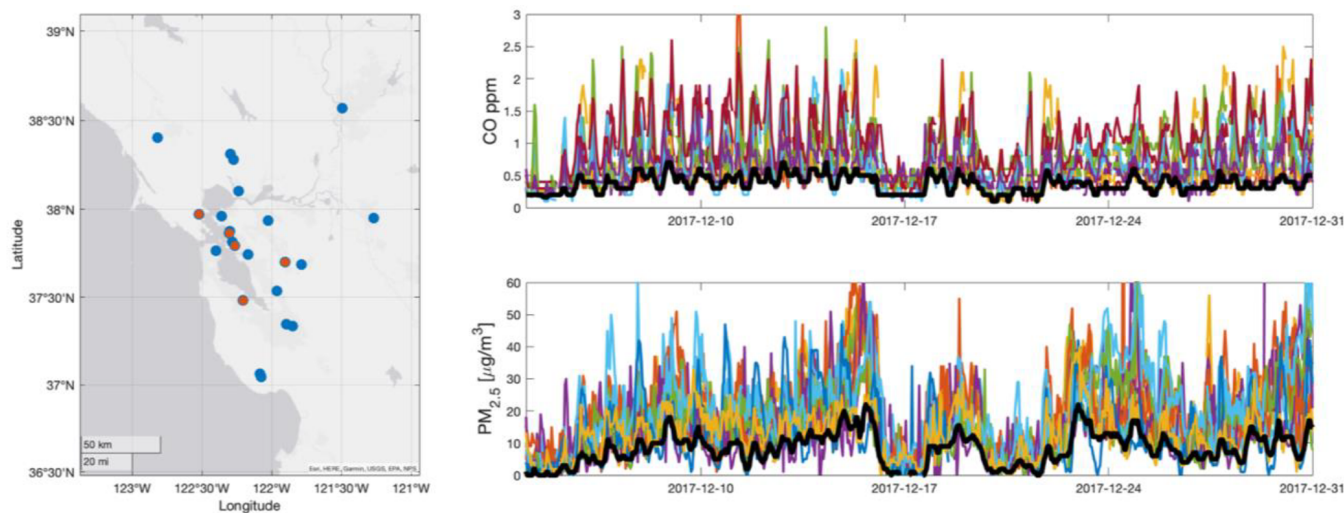 39°N
38°30'N
38°N
37°30'N
37°N
36°30'N
Latitude
50 km
20 mi
Esri, HERE, Garmin, USGS, EPA, NPS
123°W 122°30'W 122°W 121°30'W 121°W
Longitude
3
2.5
2
1.5
1
0.5
0
CO ppm
2017-12-10 2017-12-17 2017-12-24 2017-12-31
60
50
40
30
20
10
0
PM2.5 [μg/m³]
2017-12-10 2017-12-17 2017-12-24 2017-12-31